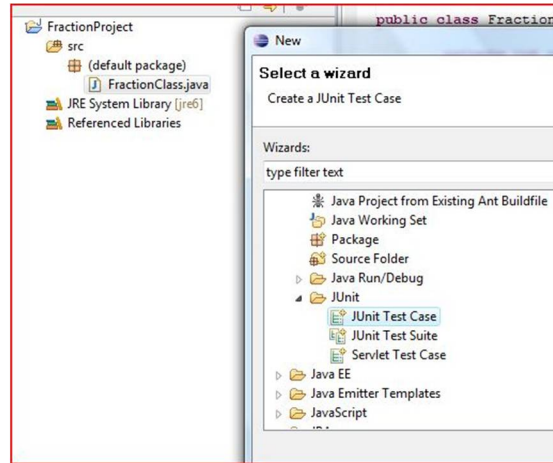 FractionProject
src
(default package)
FractionClass.java
JRE System Library [jre6]
Referenced Libraries
public class Fraction
New
Select a wizard
Create a JUnit Test Case
Wizards:
type filter text
Java Project from Existing Ant Buildfile
Java Working Set
Package
Source Folder
Java Run/Debug
JUnit
JUnit Test Case
JUnit Test Suite
Servlet Test Case
Java EE
Java Emitter Templates
JavaScript